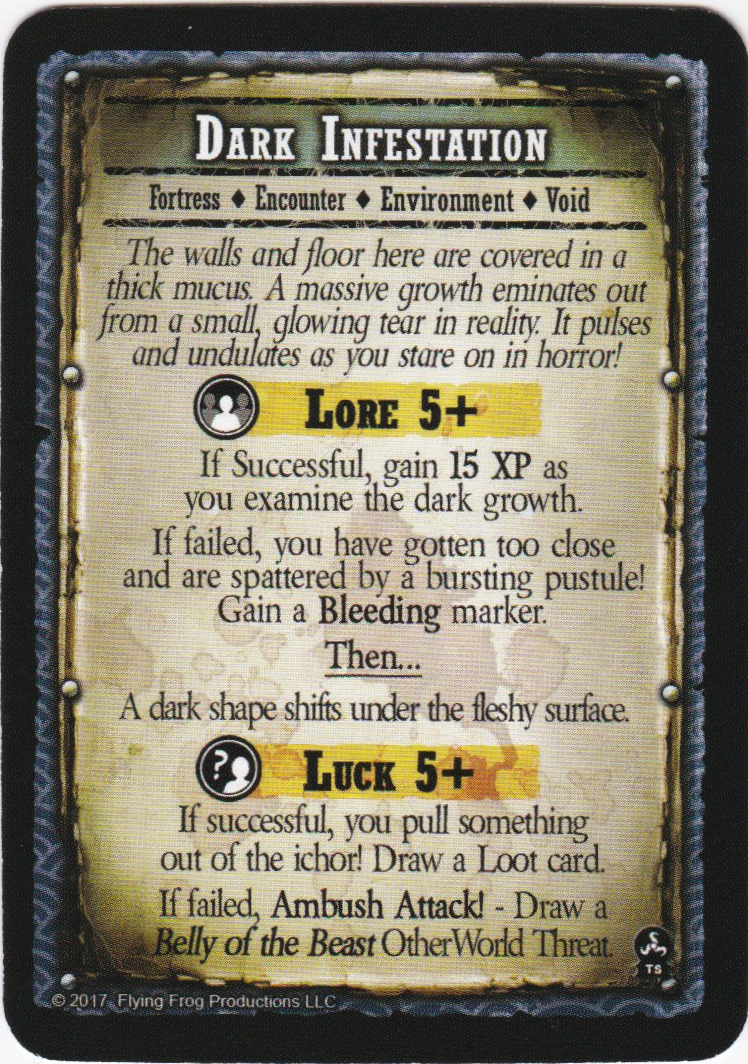 Dark Infestation
Fortress ♦ Encounter ♦ Environment ♦ Void
The walls and floor here are covered in a
thick mucus. A massive growth eminates out
from a small, glowing tear in reality. It pulses
and undulates as you stare on in horror!
Lore 5+
If Successful, gain 15 XP as
you examine the dark growth.
If failed, you have gotten too close
and are spattered by a bursting pustule!
Gain a Bleeding marker.
Then...
A dark shape shifts under the fleshy surface.
?
Luck 5+
If successful, you pull something
out of the ichor! Draw a Loot card.
If failed, Ambush Attack! - Draw a
Belly of the Beast OtherWorld Threat.
TS
© 2017 Flying Frog Productions LLC